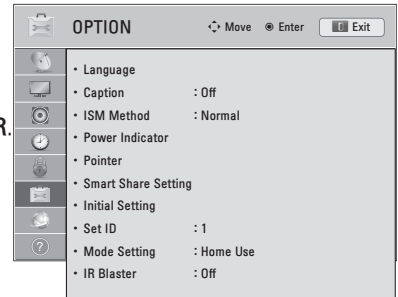 OPTION Move Enter Exit
• Language
• Caption : Off
• ISM Method : Normal
R.
• Power Indicator
• Pointer
• Smart Share Setting
• Initial Setting
• Set ID : 1
• Mode Setting : Home Use
• IR Blaster : Off
?